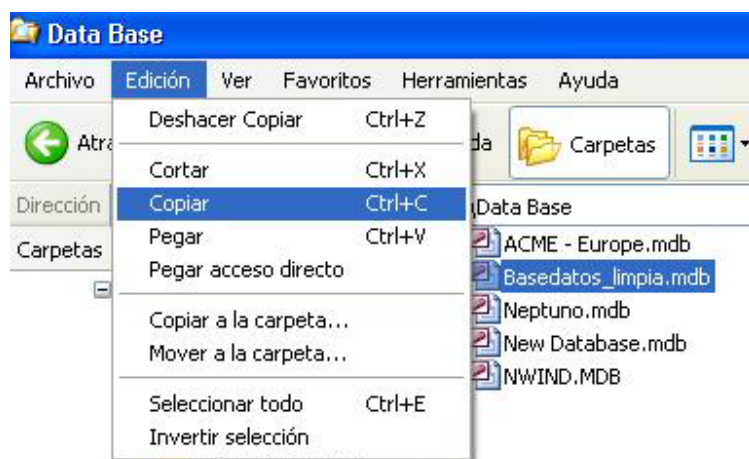 Data Base
Archivo Edición Ver Favoritos Herramientas Ayuda
Deshacer Copiar Ctrl+Z
Carpetas
Cortar Ctrl+X
Dirección
Copiar Ctrl+C
\Data Base
Carpetas
Pegar Ctrl+V
ACME - Europe.mdb
Pegar acceso directo
Basedatos_limpia.mdb
Copiar a la carpeta...
Neptuno.mdb
Mover a la carpeta...
New Database.mdb
NWIND.MDB
Seleccionar todo Ctrl+E
Invertir selección